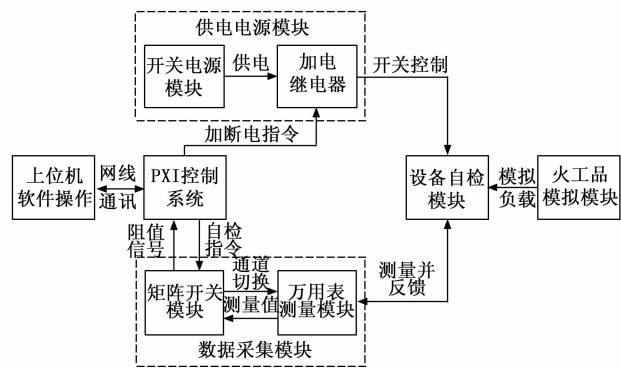 供电电源模块
开关电源
模块
供电
加电
继电器
开关控制
加断电指令
上位机
软件操作
网线
通讯
PXI控制
系统
设备自检
模块
模拟
负载
火工品
模拟模块
阻值
信号
自检
指令
矩阵开关
模块
通道
切换
测量值
万用表
测量模块
测量并
反馈
数据采集模块